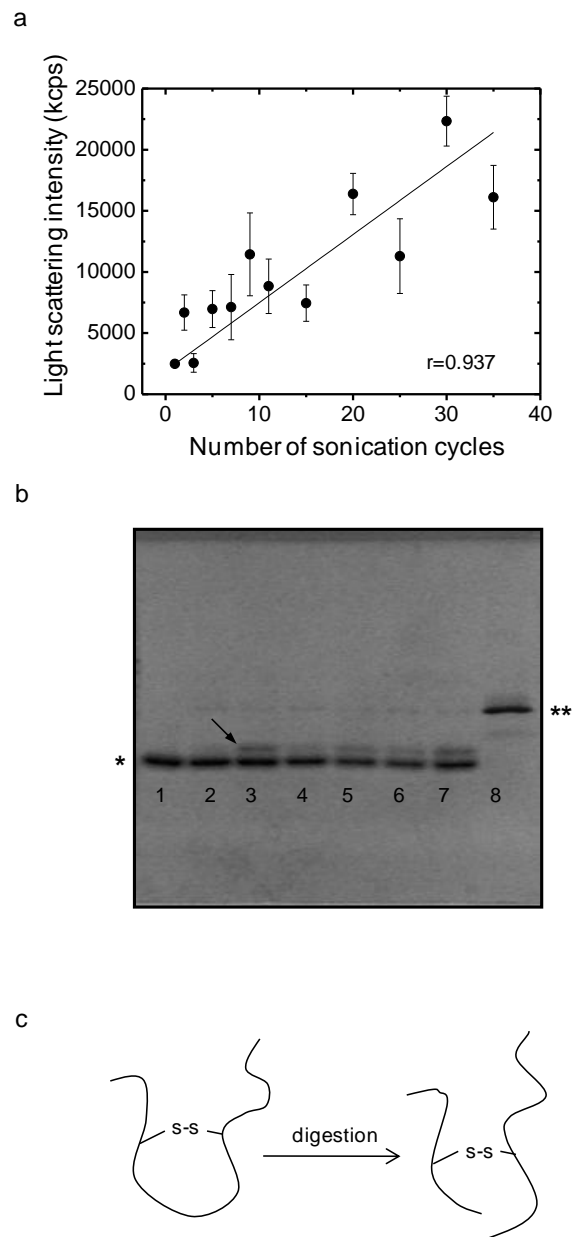 a
25000
20000
15000
10000
5000
0
Light scattering intensity (kcps)
r=0.937
0 10 20 30 40
Number of sonication cycles
b
**
*
1 2 3 4 5 6 7 8
c
s-s digestion s-s